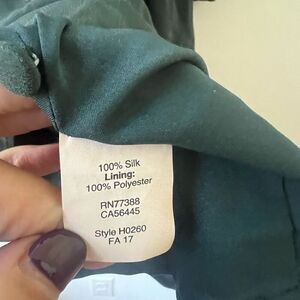 100% Silk
Lining:
100% Polyester
RN77388
CA56445
Style H0260
FA 17